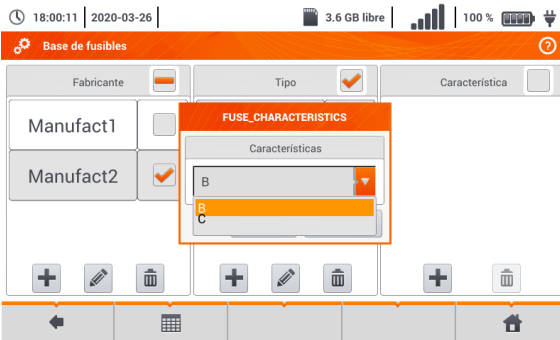 18:00:11 2020-03-26 3.6 GB libre 100 %
Base de fusibles
Fabricante Tipo Característica
FUSE_CHARACTERISTICS
Características
Manufact1
Manufact2
B
B
C